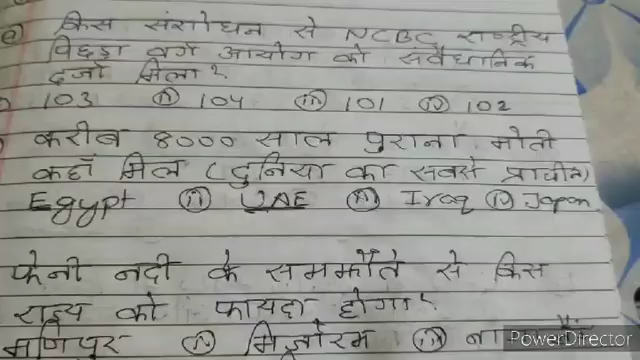 किस संशोधन से NCBC राष्ट्रीय
पिछड़ा वर्ग आयोग को संवैधानिक
दर्जा मिला?
103 (ii) 104 (iii) 101 (iv) 102
करीब 8000 साल पुराना मोती
कहाँ मिल (दुनिया का सबसे प्राचीन)
Egypt (ii) UAE (iii) Iraq (iv) Japan
फेनी नदी के समझौते से किस
राज्य को फायदा होगा?
मणिपुर (ii) मिज़ोरम (iii)
PowerDirector